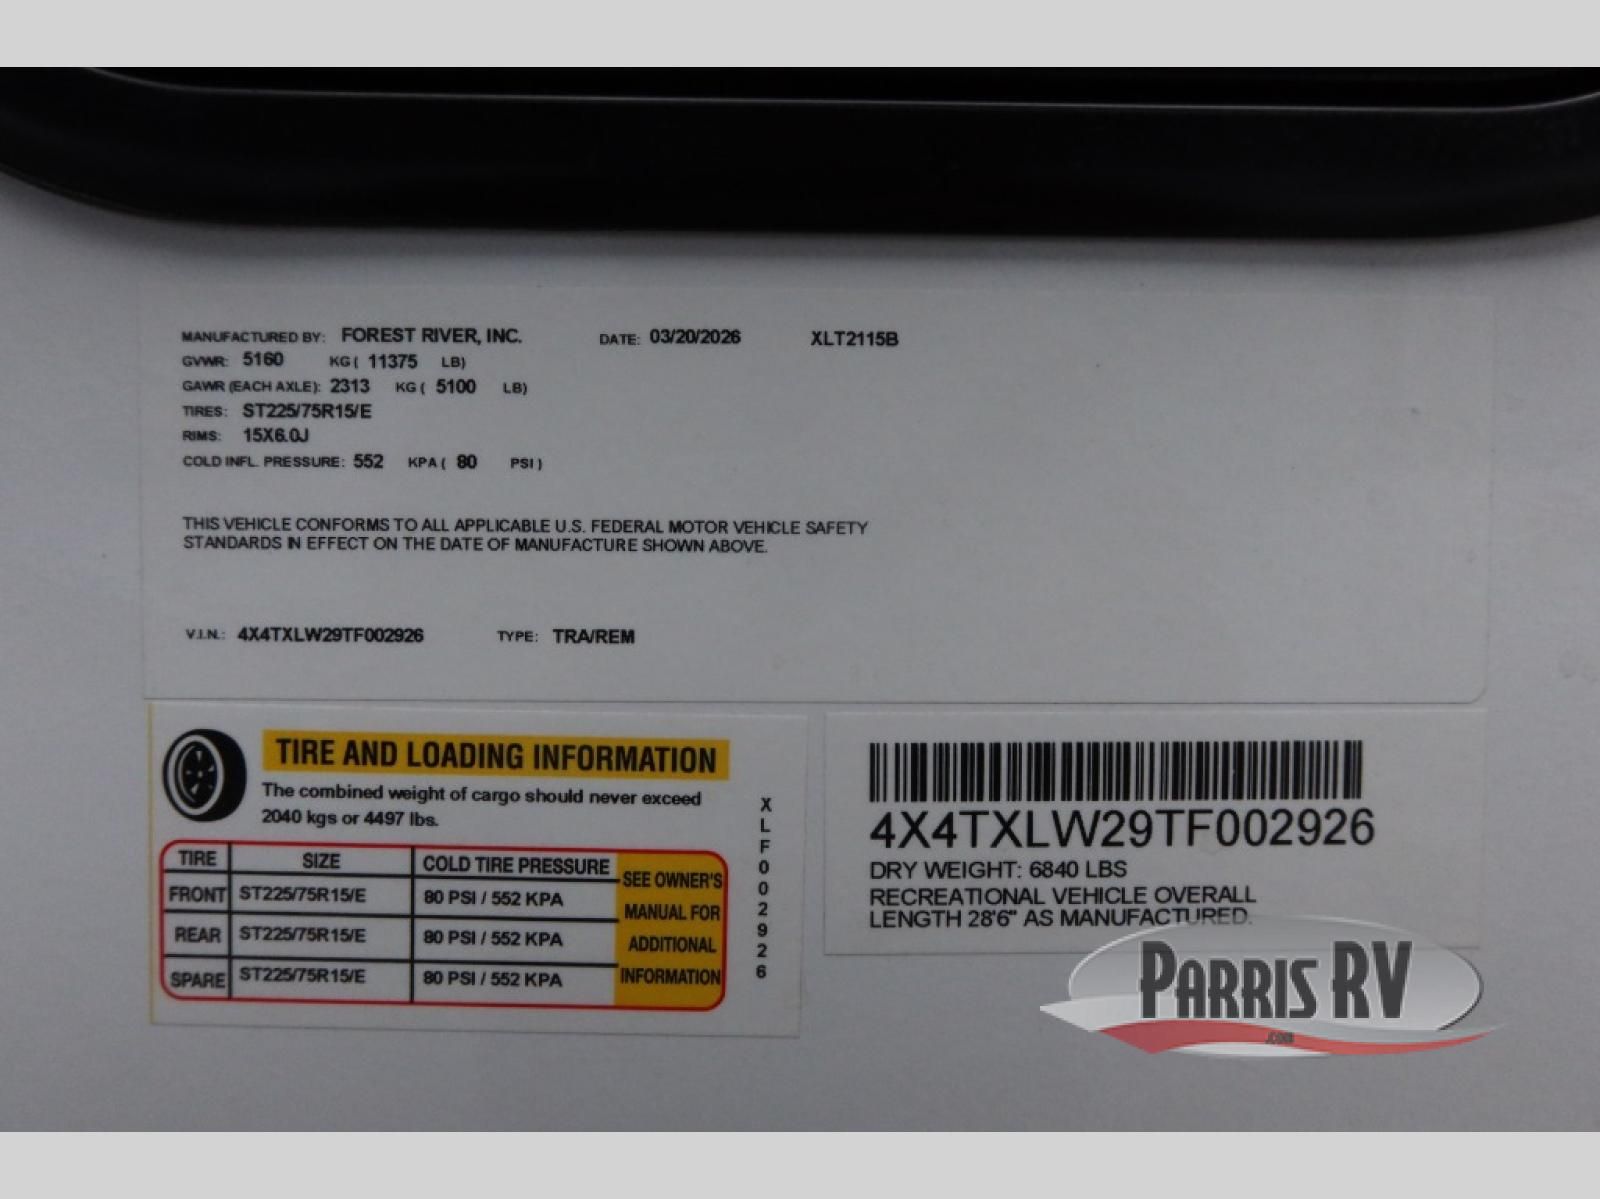 MANUFACTURED BY: FOREST RIVER, INC. DATE: 03/20/2026 XLT2115B
GVWR: 5160 KG ( 11375 LB)
GAWR (EACH AXLE): 2313 KG ( 5100 LB)
TIRES: ST225/75R15/E
RIMS: 15X6.0J
COLD INFL. PRESSURE: 552 KPA ( 80 PSI )
THIS VEHICLE CONFORMS TO ALL APPLICABLE U.S. FEDERAL MOTOR VEHICLE SAFETY
STANDARDS IN EFFECT ON THE DATE OF MANUFACTURE SHOWN ABOVE.
V.I.N.: 4X4TXLW29TF002926 TYPE: TRA/REM
TIRE AND LOADING INFORMATION
The combined weight of cargo should never exceed
2040 kgs or 4497 lbs.
TIRE SIZE COLD TIRE PRESSURE
FRONT ST225/75R15/E 80 PSI / 552 KPA
REAR ST225/75R15/E 80 PSI / 552 KPA
SPARE ST225/75R15/E 80 PSI / 552 KPA
SEE OWNER'S
MANUAL FOR
ADDITIONAL
INFORMATION
XLF002926
4X4TXLW29TF002926
DRY WEIGHT: 6840 LBS
RECREATIONAL VEHICLE OVERALL
LENGTH 28'6" AS MANUFACTURED.
PARRIS RV
.COM